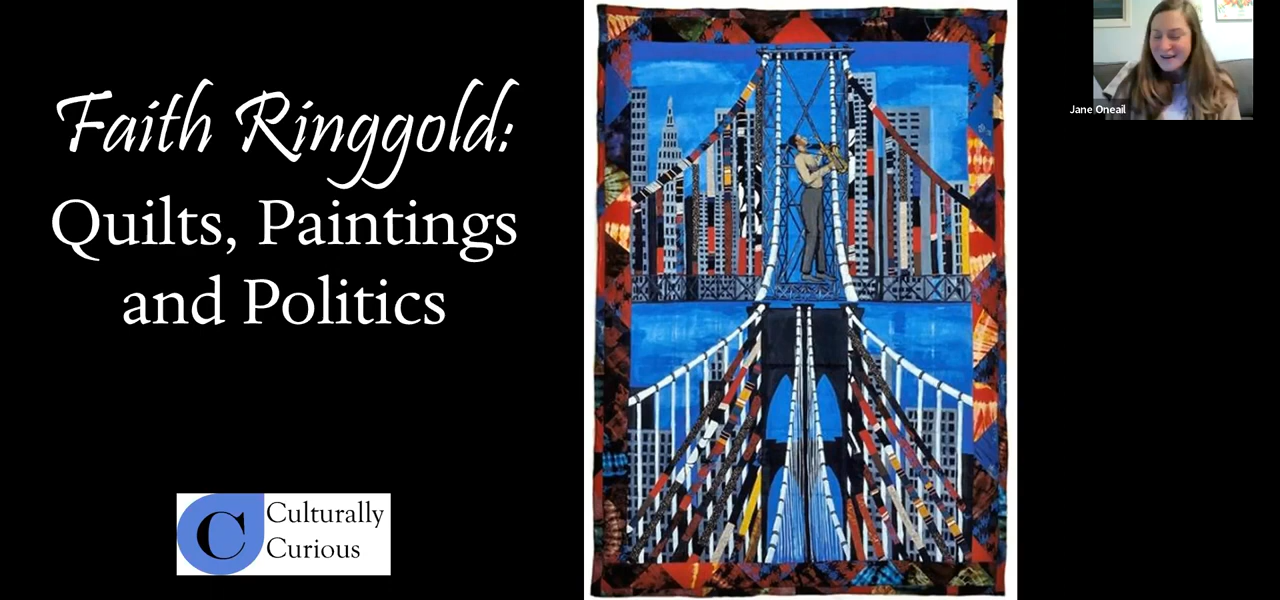 Faith Ringgold:
Quilts, Paintings
and Politics
C
Culturally
Curious
Jane Oneail